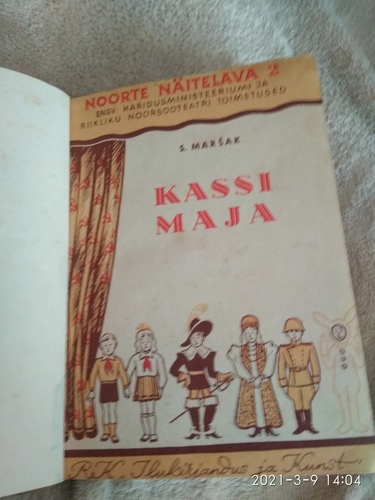 NOORTE NÄITELAVA 2
ENSV HARIDUSMINISTEERIUMI JA
RIIKLIKU NOORSOOTEATRI TOIMETUSED
S. MARŠAK
KASSI
MAJA
R.K. „Ilukirjandus ja Kunst“
2021-3-9 14:04